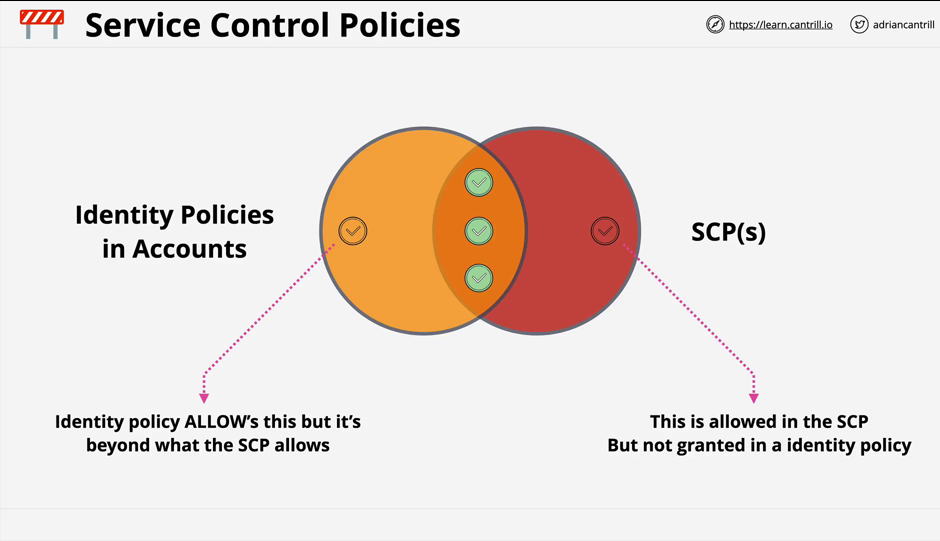 Service Control Policies
https://learn.cantrill.io
adriancantrill
Identity Policies
in Accounts
SCP(s)
Identity policy ALLOW's this but it's
beyond what the SCP allows
This is allowed in the SCP
But not granted in a identity policy